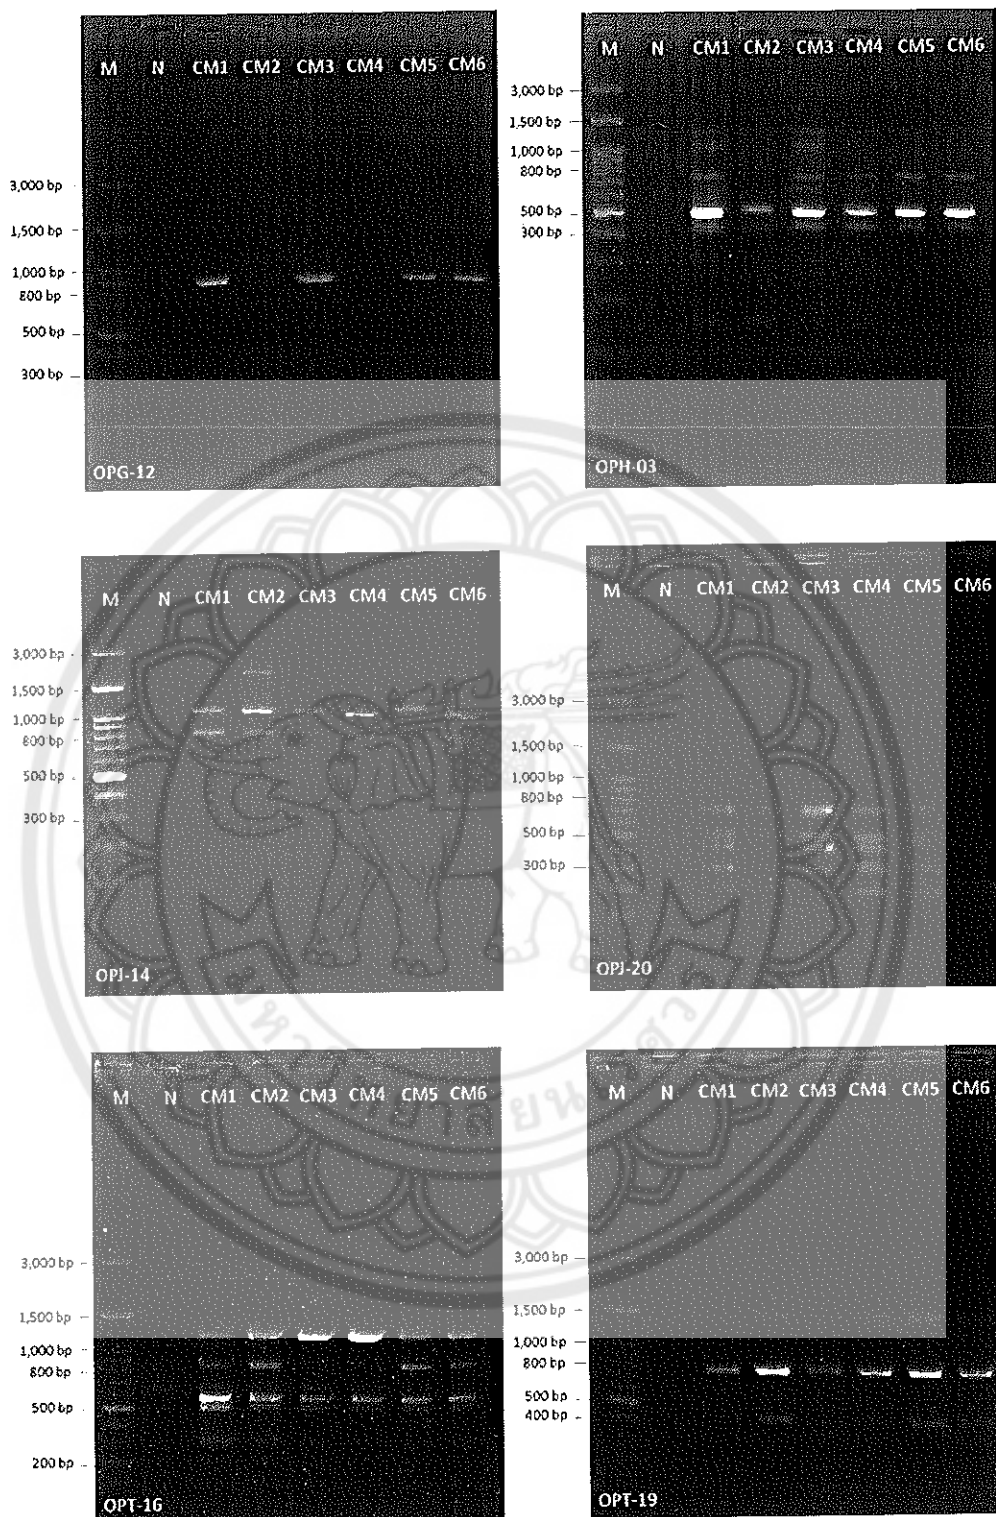 M N CM1 CM2 CM3 CM4 CM5 CM6
3,000 bp
1,500 bp
1,000 bp
800 bp
500 bp
300 bp
OPG-12
M N CM1 CM2 CM3 CM4 CM5 CM6
3,000 bp
1,500 bp
1,000 bp
800 bp
500 bp
300 bp
OPH-03
M N CM1 CM2 CM3 CM4 CM5 CM6
3,000 bp
1,500 bp
1,000 bp
800 bp
500 bp
300 bp
OPJ-14
M N CM1 CM2 CM3 CM4 CM5 CM6
3,000 bp
1,500 bp
1,000 bp
800 bp
500 bp
300 bp
OPJ-20
M N CM1 CM2 CM3 CM4 CM5 CM6
3,000 bp
1,500 bp
1,000 bp
800 bp
500 bp
200 bp
OPT-16
M N CM1 CM2 CM3 CM4 CM5 CM6
3,000 bp
1,500 bp
1,000 bp
800 bp
500 bp
400 bp
OPT-19